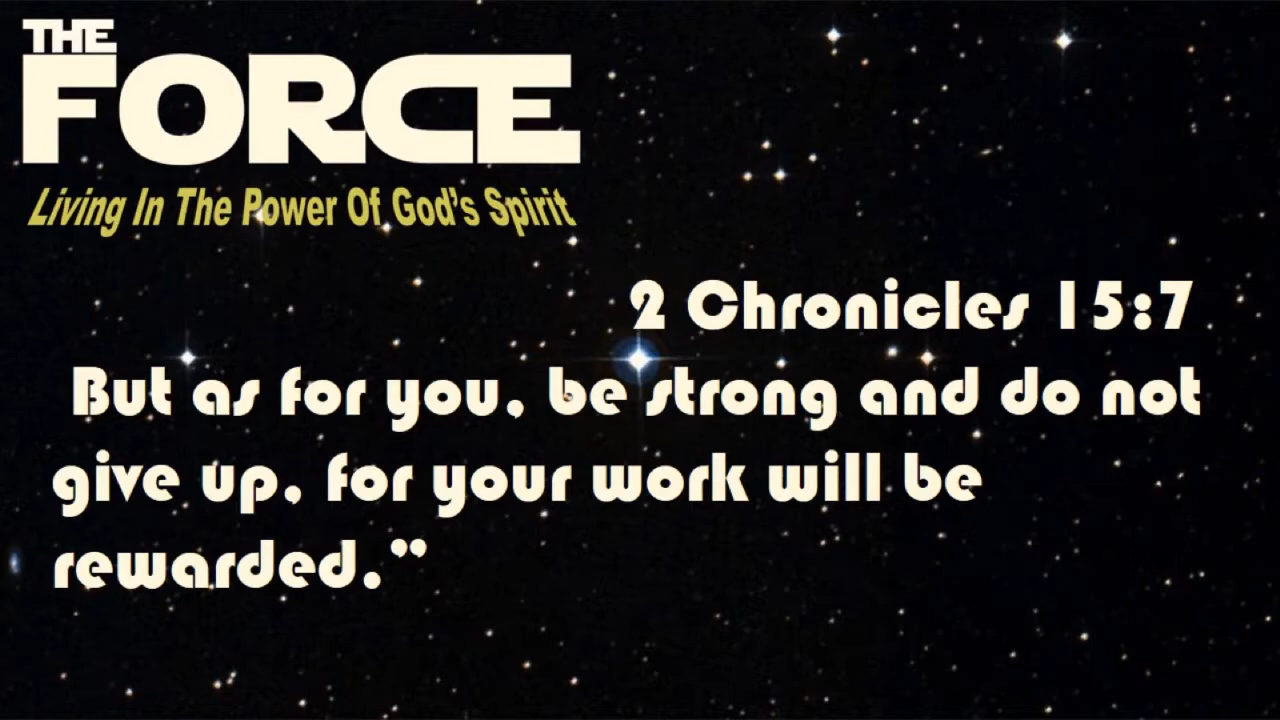 THE
FORCE
Living In The Power Of God's Spirit
2 Chronicles 15:7
But as for you, be strong and do not
give up, for your work will be
rewarded.”